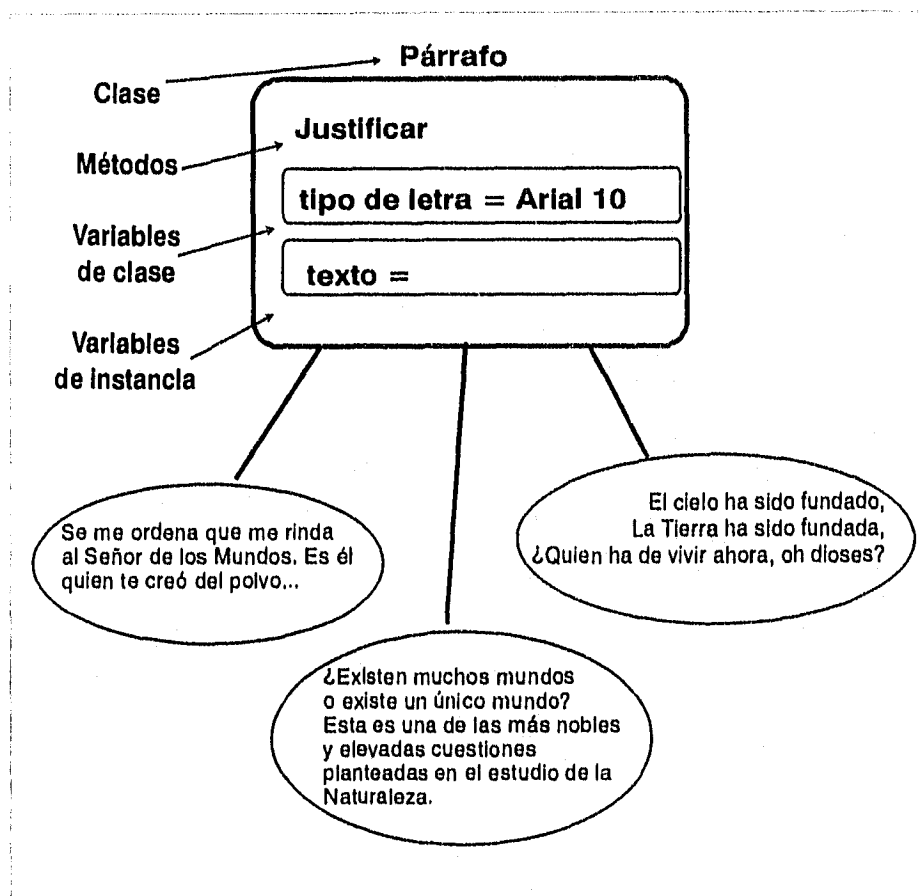 Párrafo
Clase
Justificar
Métodos
tipo de letra = Arial 10
Variables
de clase
texto =
Variables
de instancia
Se me ordena que me rinda
al Señor de los Mundos. Es él
quien te creó del polvo...
El cielo ha sido fundado,
La Tierra ha sido fundada,
¿Quien ha de vivir ahora, oh dioses?
¿Existen muchos mundos
o existe un único mundo?
Esta es una de las más nobles
y elevadas cuestiones
planteadas en el estudio de la
Naturaleza.